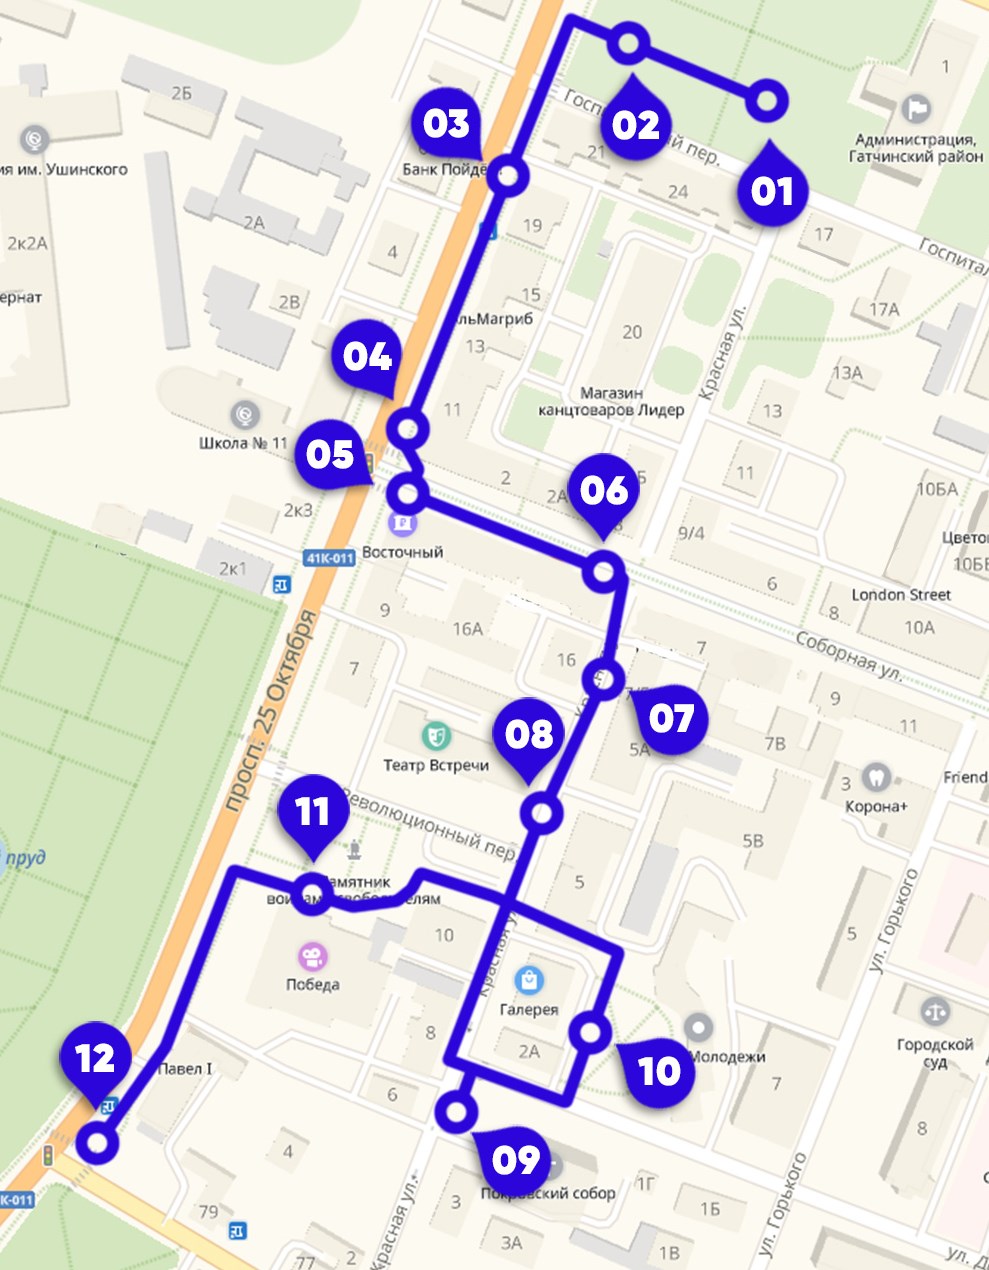 1
2Б
03
02
01
Госпитал
Администрация,
Гатчинский район
ия им. Ушинского
Банк Пойдё
й пер.
21
24
2А
19
17
2к2А
4
Госпитал
ернат
2В
15
17А
льМагриб
20
Красная ул.
04
13
13А
Магазин
канцтоваров Лидер
11
13
Школа № 11
05
2
2А
06
11
10БА
2к3
9/4
Цвето
41К-011
Восточный
10ББ
2к1
6
London Street
8
10А
9
16А
Соборная ул.
7
7
16
07
просп. 25 Октября
9
11
08
5А
7В
Театр Встречи
3
Корона+
Friend
11
Революционный пер.
5В
пруд
амятник
5
ул. Горького
10
5
Красная у
Победа
Галерея
Городской
суд
8
2А
Молодежи
12
Павел I
10
7
6
8
4
09
Покровский собор
1Г
К-011
79
3
1Б
3А
1В
Красная ул.
ул. Горького
77
2
ул. Д